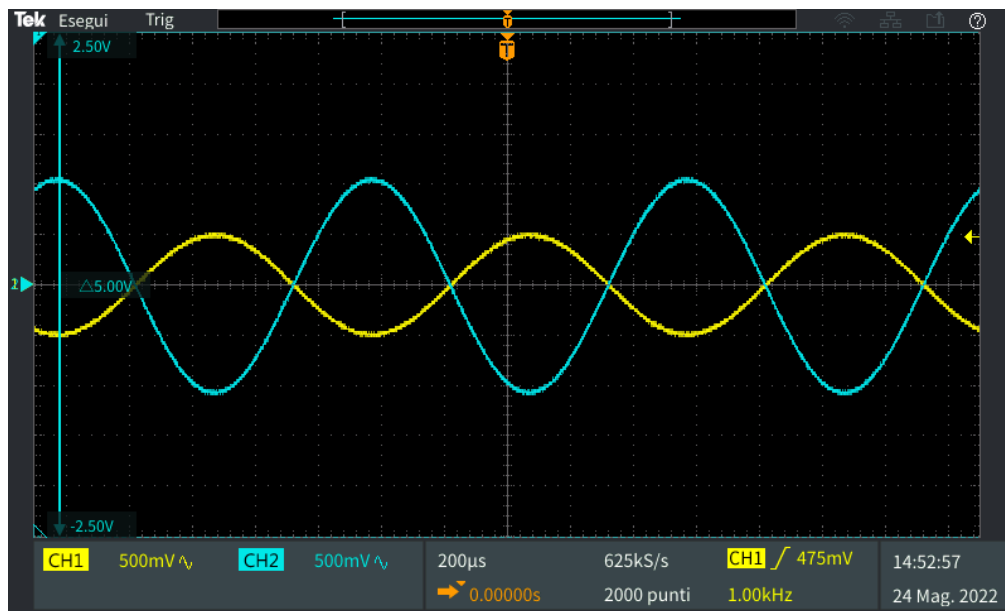 Tek Esegui Trig T ?
T
2.50V
△5.00V
-2.50V
CH1 500mV CH2 500mV 200µs 625kS/s CH1 475mV 14:52:57
0.00000s 2000 punti 1.00kHz 24 Mag. 2022